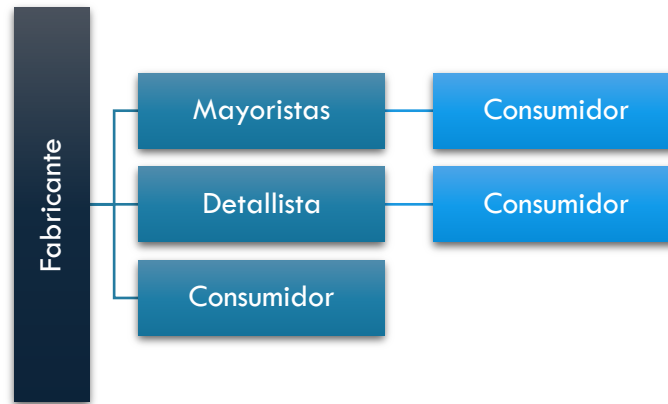 Fabricante
Mayoristas
Consumidor
Detallista
Consumidor
Consumidor